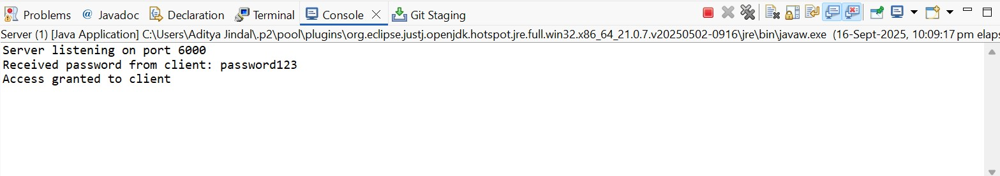 Problems @ Javadoc Declaration Terminal Console Git Staging
Server (1) [Java Application] C:\Users\Aditya Jindal\.p2\pool\plugins\org.eclipse.justj.openjdk.hotspot.jre.full.win32.x86_64_21.0.7.v20250502-0916\jre\bin\javaw.exe (16-Sept-2025, 10:09:17 pm elaps
Server listening on port 6000
Received password from client: password123
Access granted to client